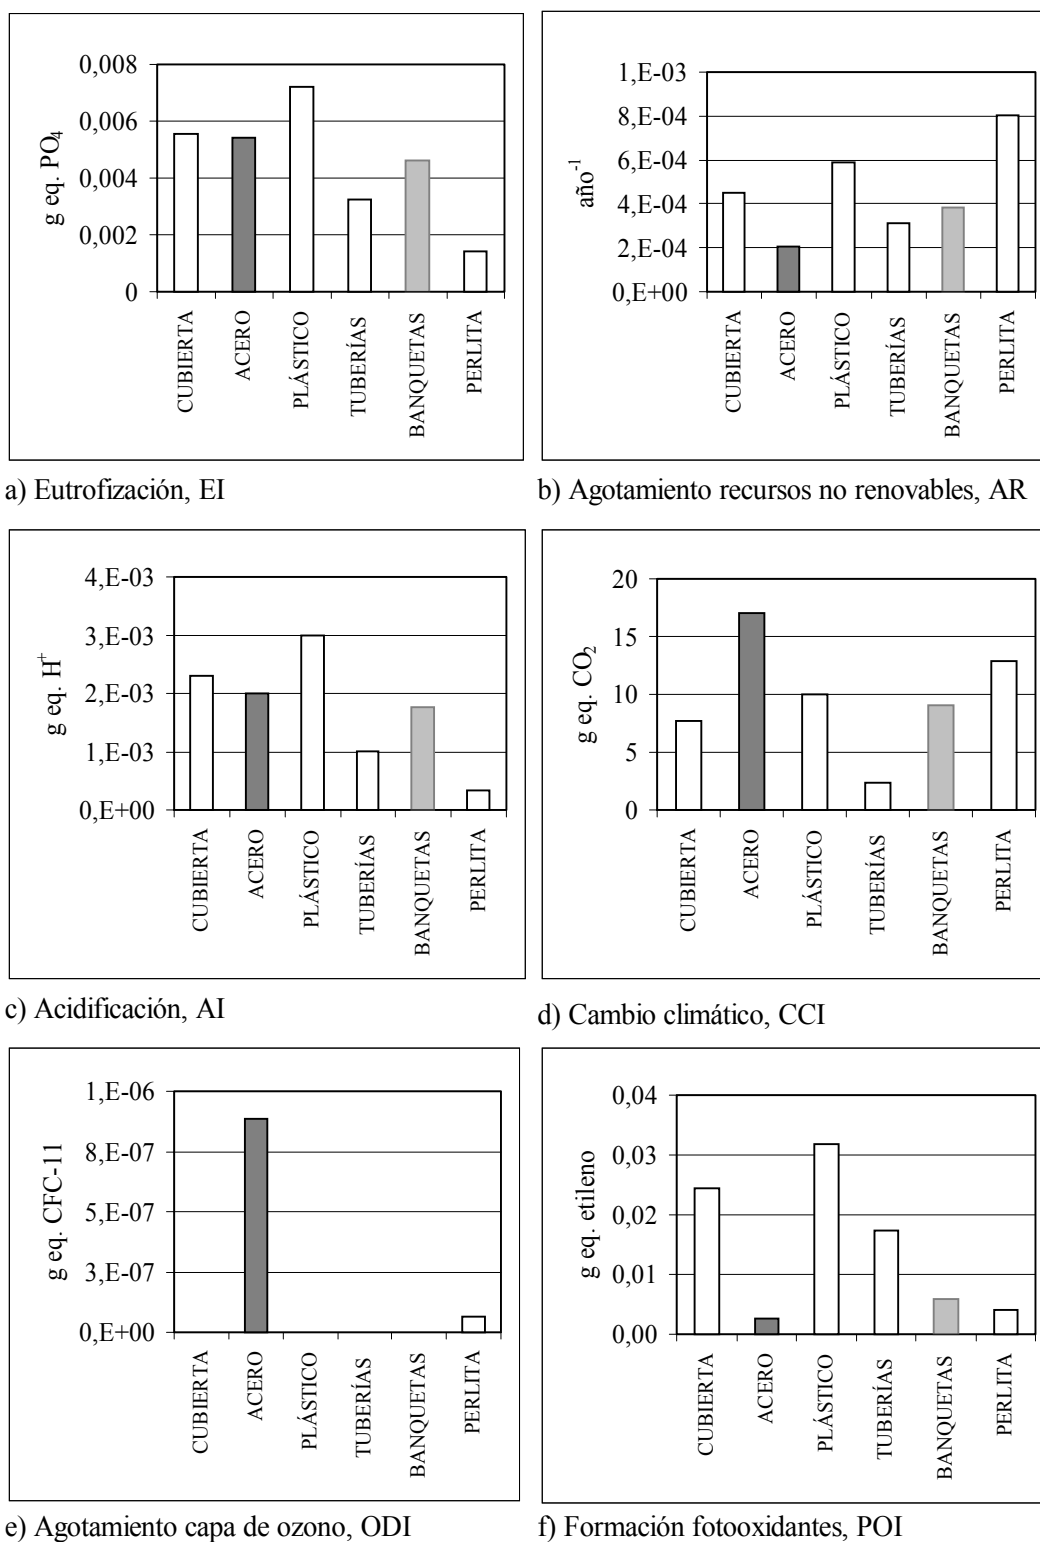 0,008
0,006
0,004
0,002
0
g eq. PO4
CUBIERTA
ACERO
PLÁSTICO
TUBERÍAS
BANQUETAS
PERLITA
a) Eutrofización, EI
1,E-03
8,E-04
6,E-04
4,E-04
2,E-04
0,E+00
año-1
CUBIERTA
ACERO
PLÁSTICO
TUBERÍAS
BANQUETAS
PERLITA
b) Agotamiento recursos no renovables, AR
4,E-03
3,E-03
2,E-03
1,E-03
0,E+00
g eq. H+
CUBIERTA
ACERO
PLÁSTICO
TUBERÍAS
BANQUETAS
PERLITA
c) Acidificación, AI
20
15
10
5
0
g eq. CO2
CUBIERTA
ACERO
PLÁSTICO
TUBERÍAS
BANQUETAS
PERLITA
d) Cambio climático, CCI
1,E-06
8,E-07
5,E-07
3,E-07
0,E+00
g eq. CFC-11
CUBIERTA
ACERO
PLÁSTICO
TUBERÍAS
BANQUETAS
PERLITA
e) Agotamiento capa de ozono, ODI
0,04
0,03
0,02
0,01
0,00
g eq. etileno
CUBIERTA
ACERO
PLÁSTICO
TUBERÍAS
BANQUETAS
PERLITA
f) Formación fotooxidantes, POI